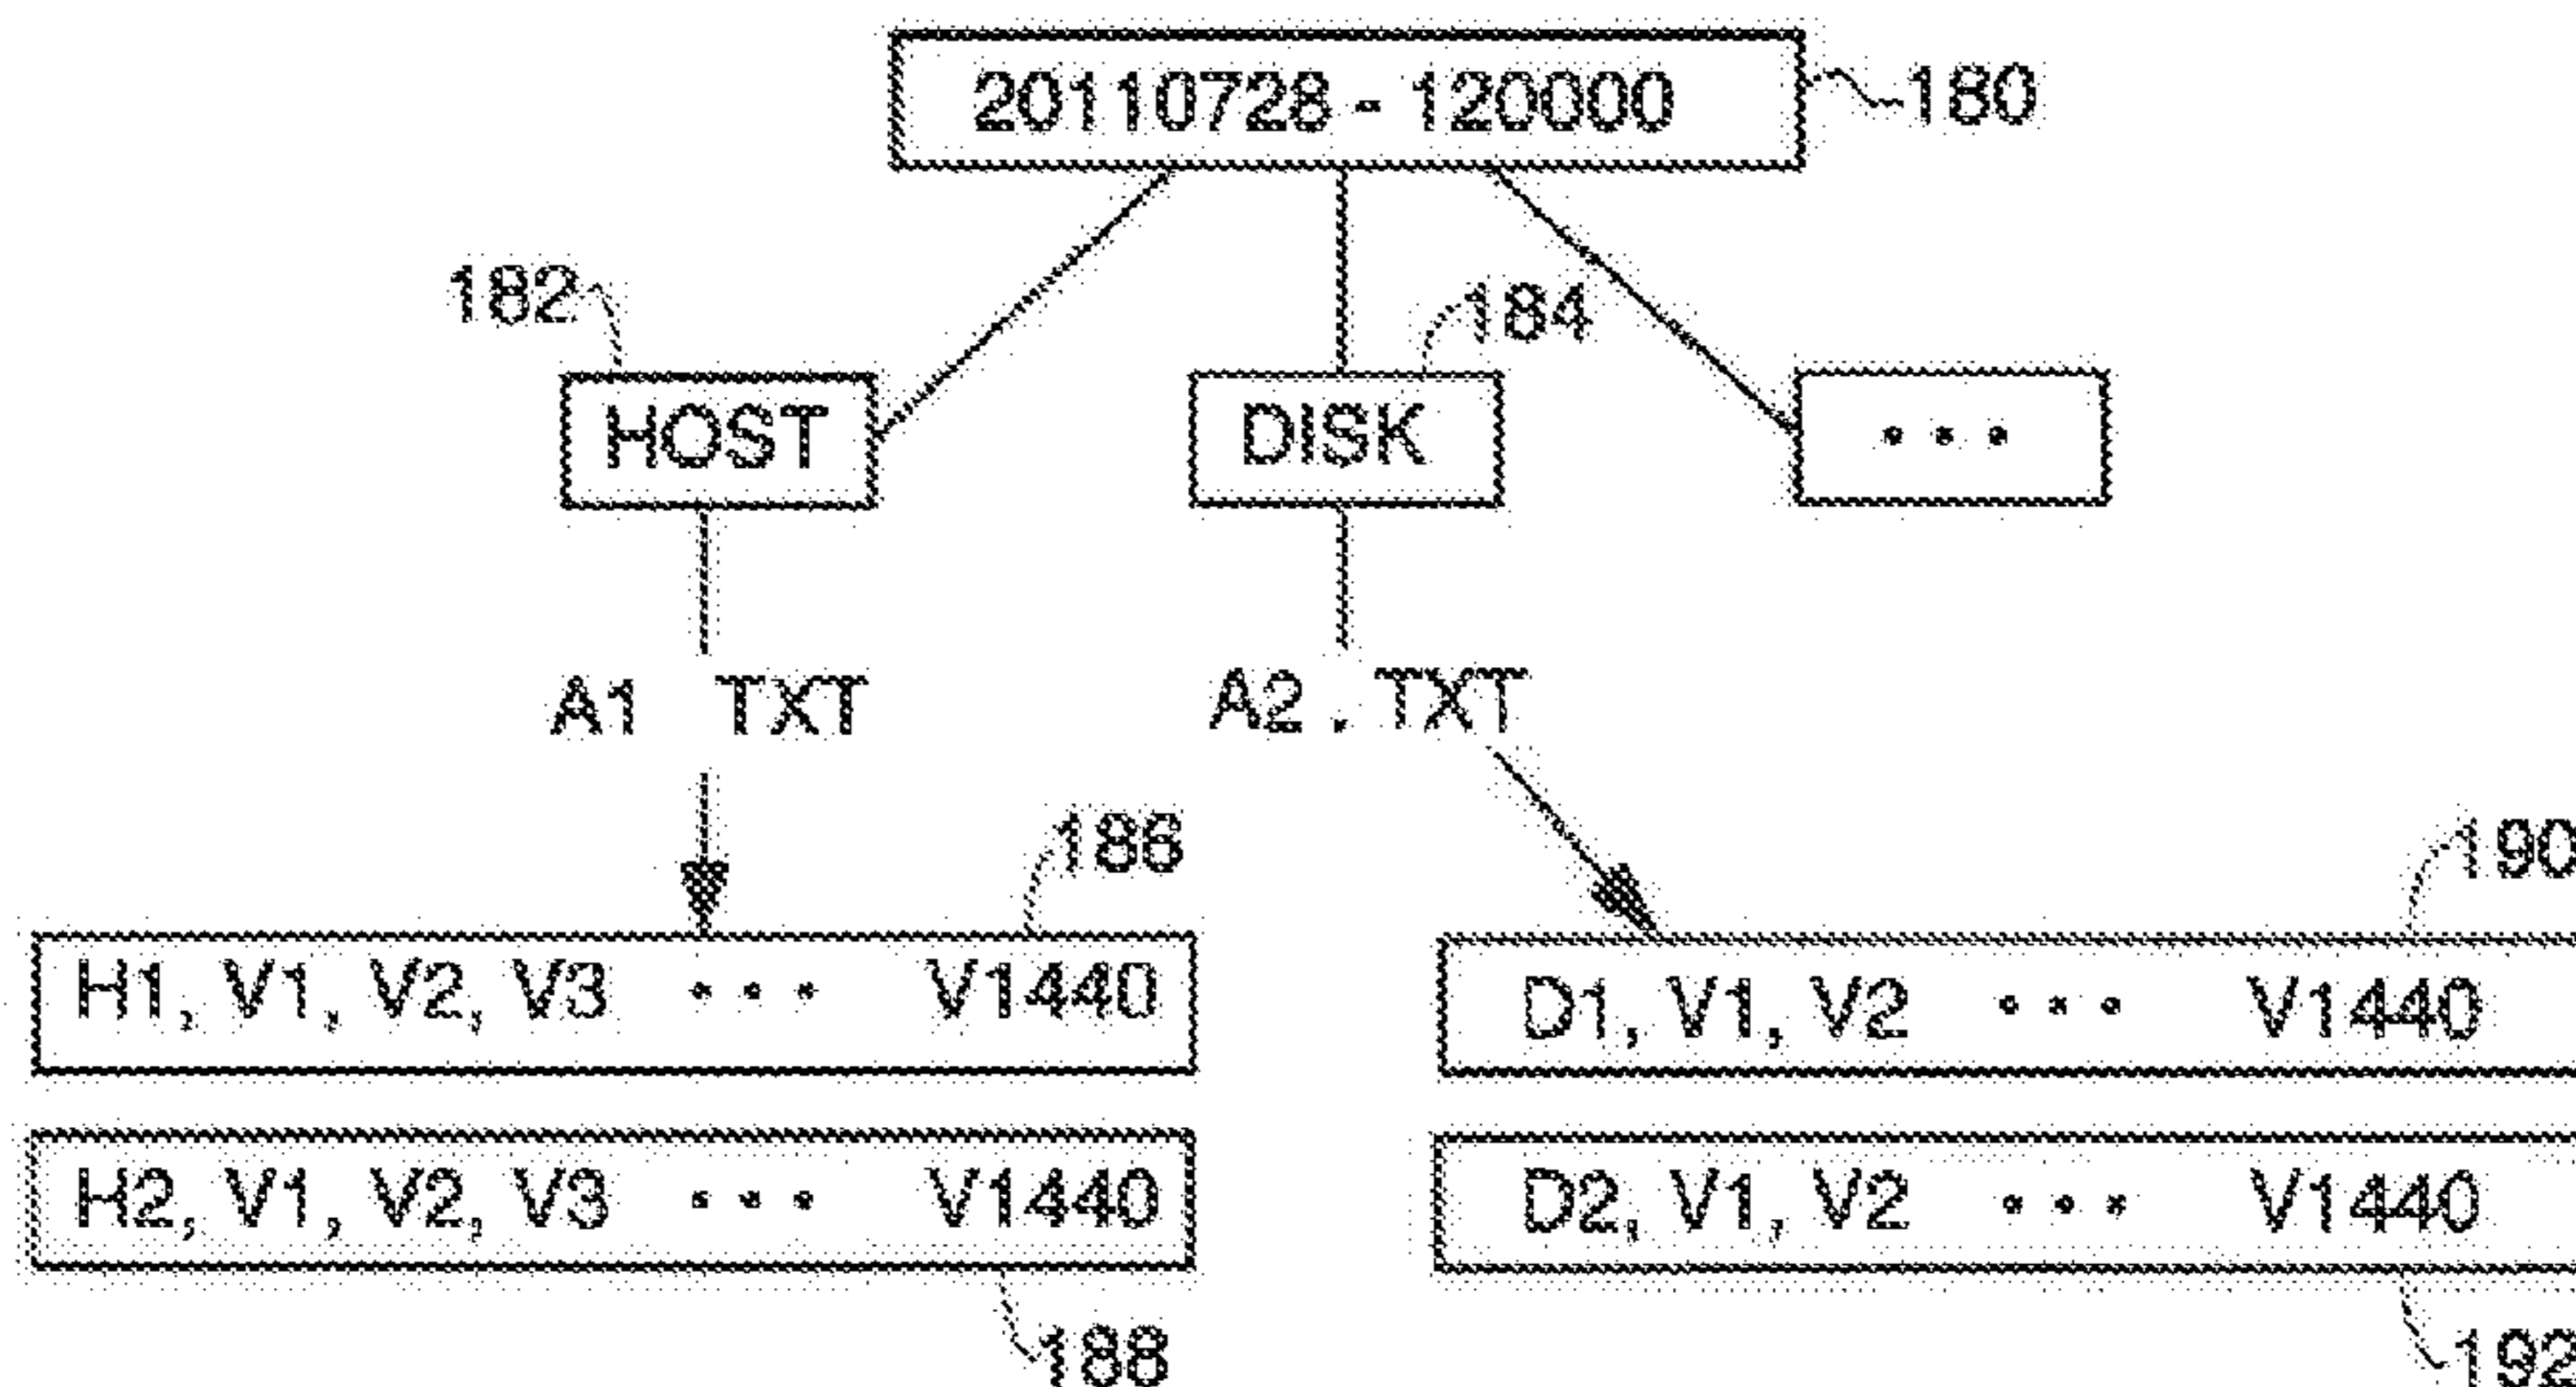 20110728 - 120000 180
182
184
HOST DISK • • •
A1 TXT A2 . TXT
186 190
H1, V1, V2, V3 • • • V1440 D1, V1, V2 • • • V1440
H2, V1, V2, V3 • • • V1440 D2, V1, V2 • • • V1440
188 192